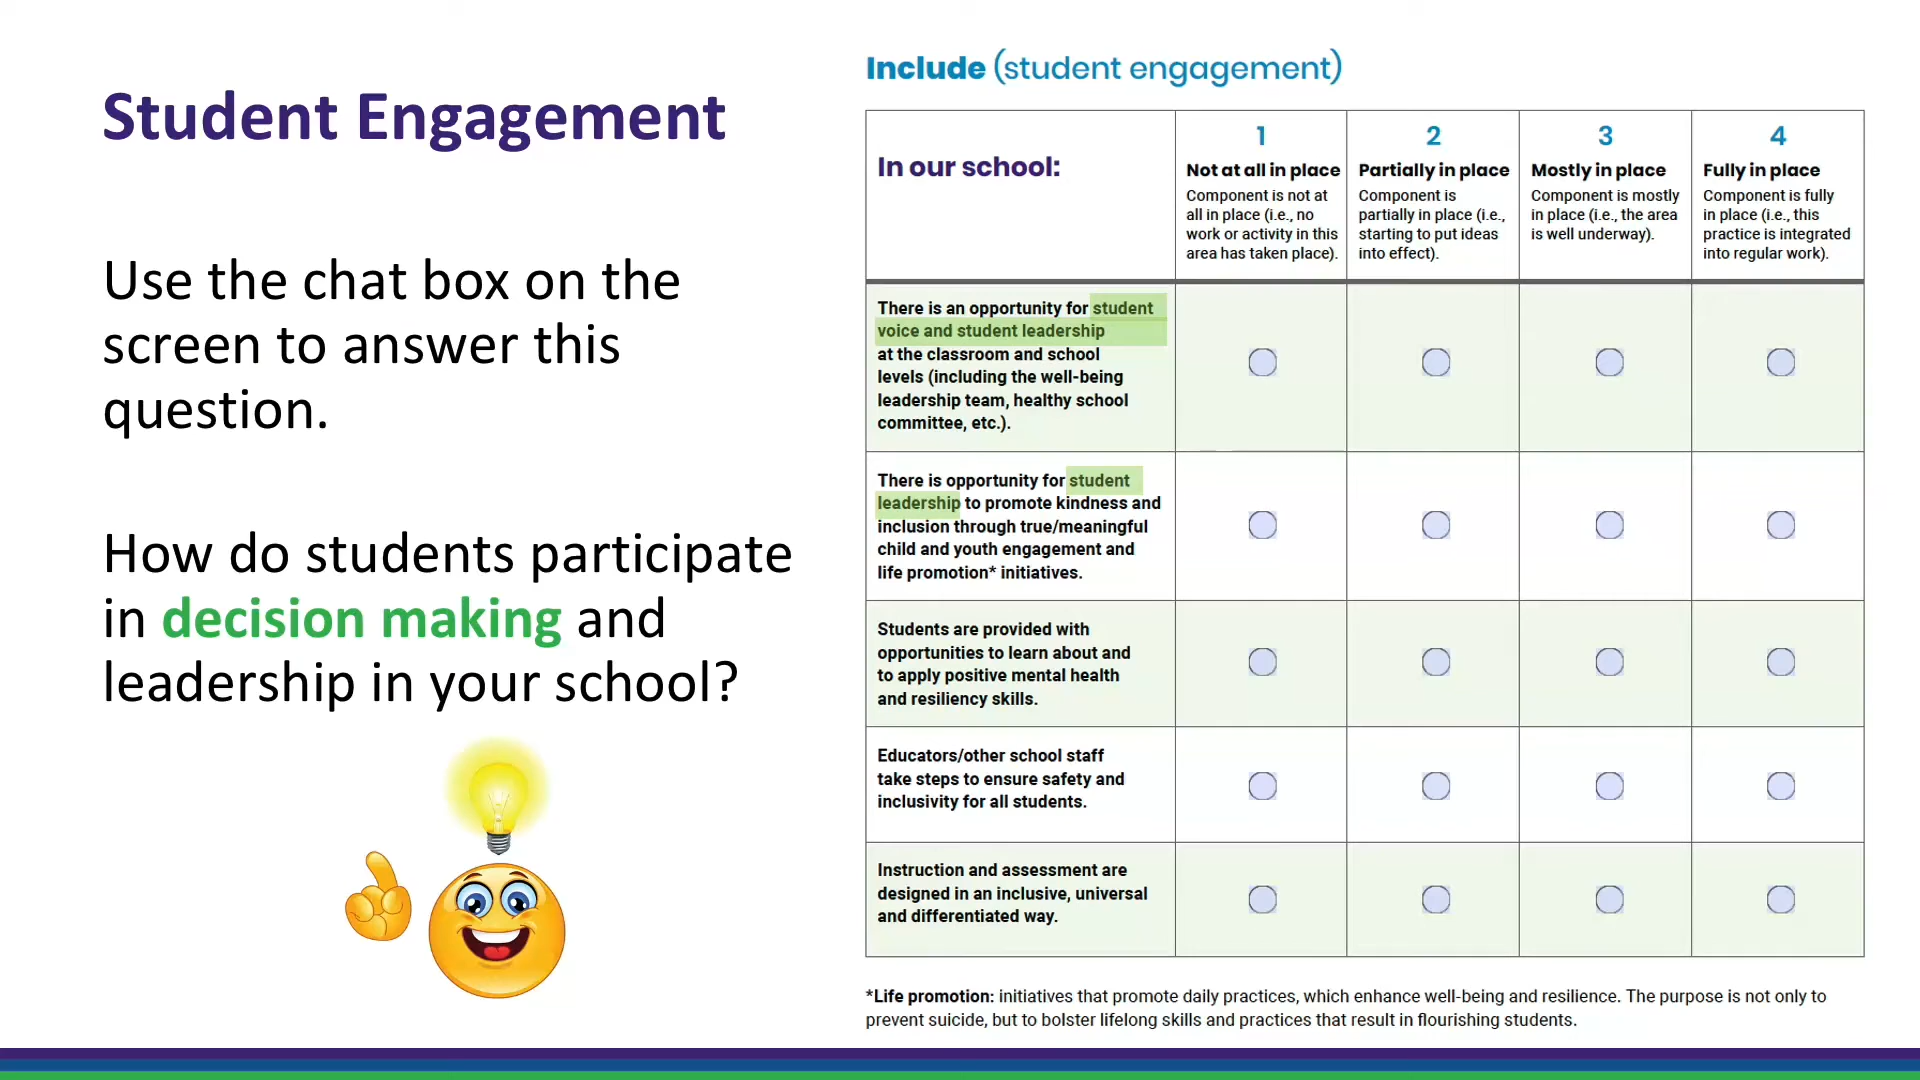 Student Engagement
Use the chat box on the
screen to answer this
question.
How do students participate
in decision making and
leadership in your school?
Include (student engagement)
In our school:
1
Not at all in place
Component is not at
all in place (i.e., no
work or activity in this
area has taken place).
2
Partially in place
Component is
partially in place (i.e.,
starting to put ideas
into effect).
3
Mostly in place
Component is mostly
in place (i.e., the area
is well underway).
4
Fully in place
Component is fully
in place (i.e., this
practice is integrated
into regular work).
There is an opportunity for student
voice and student leadership
at the classroom and school
levels (including the well-being
leadership team, healthy school
committee, etc.).
There is opportunity for student
leadership to promote kindness and
inclusion through true/meaningful
child and youth engagement and
life promotion* initiatives.
Students are provided with
opportunities to learn about and
to apply positive mental health
and resiliency skills.
Educators/other school staff
take steps to ensure safety and
inclusivity for all students.
Instruction and assessment are
designed in an inclusive, universal
and differentiated way.
*Life promotion: initiatives that promote daily practices, which enhance well-being and resilience. The purpose is not only to
prevent suicide, but to bolster lifelong skills and practices that result in flourishing students.